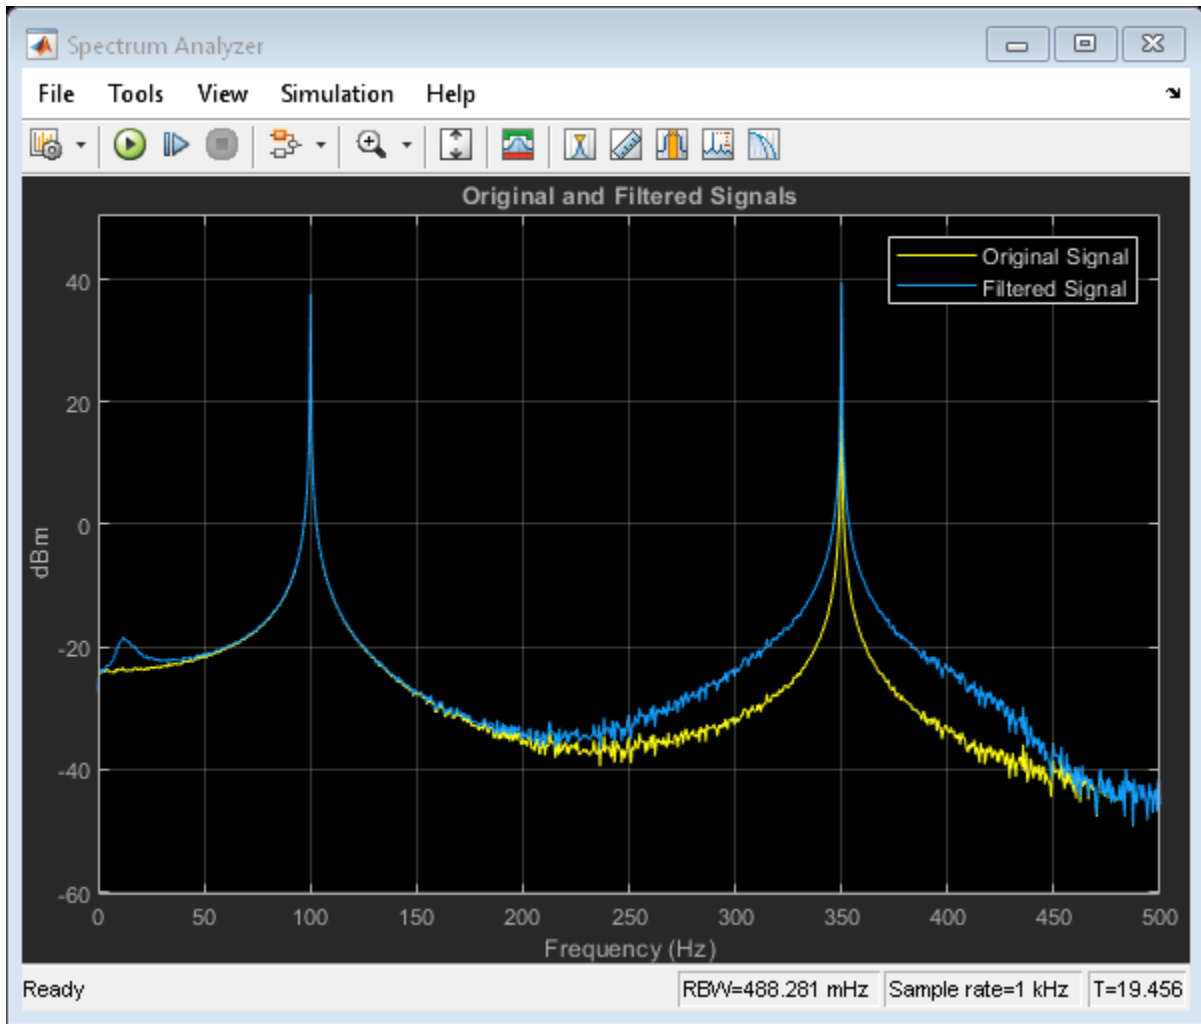 Spectrum Analyzer
File Tools View Simulation Help
Original and Filtered Signals
Original Signal
Filtered Signal
40
20
0
-20
-40
-60
dBm
0 50 100 150 200 250 300 350 400 450 500
Frequency (Hz)
Ready RBW=488.281 mHz Sample rate=1 kHz T=19.456